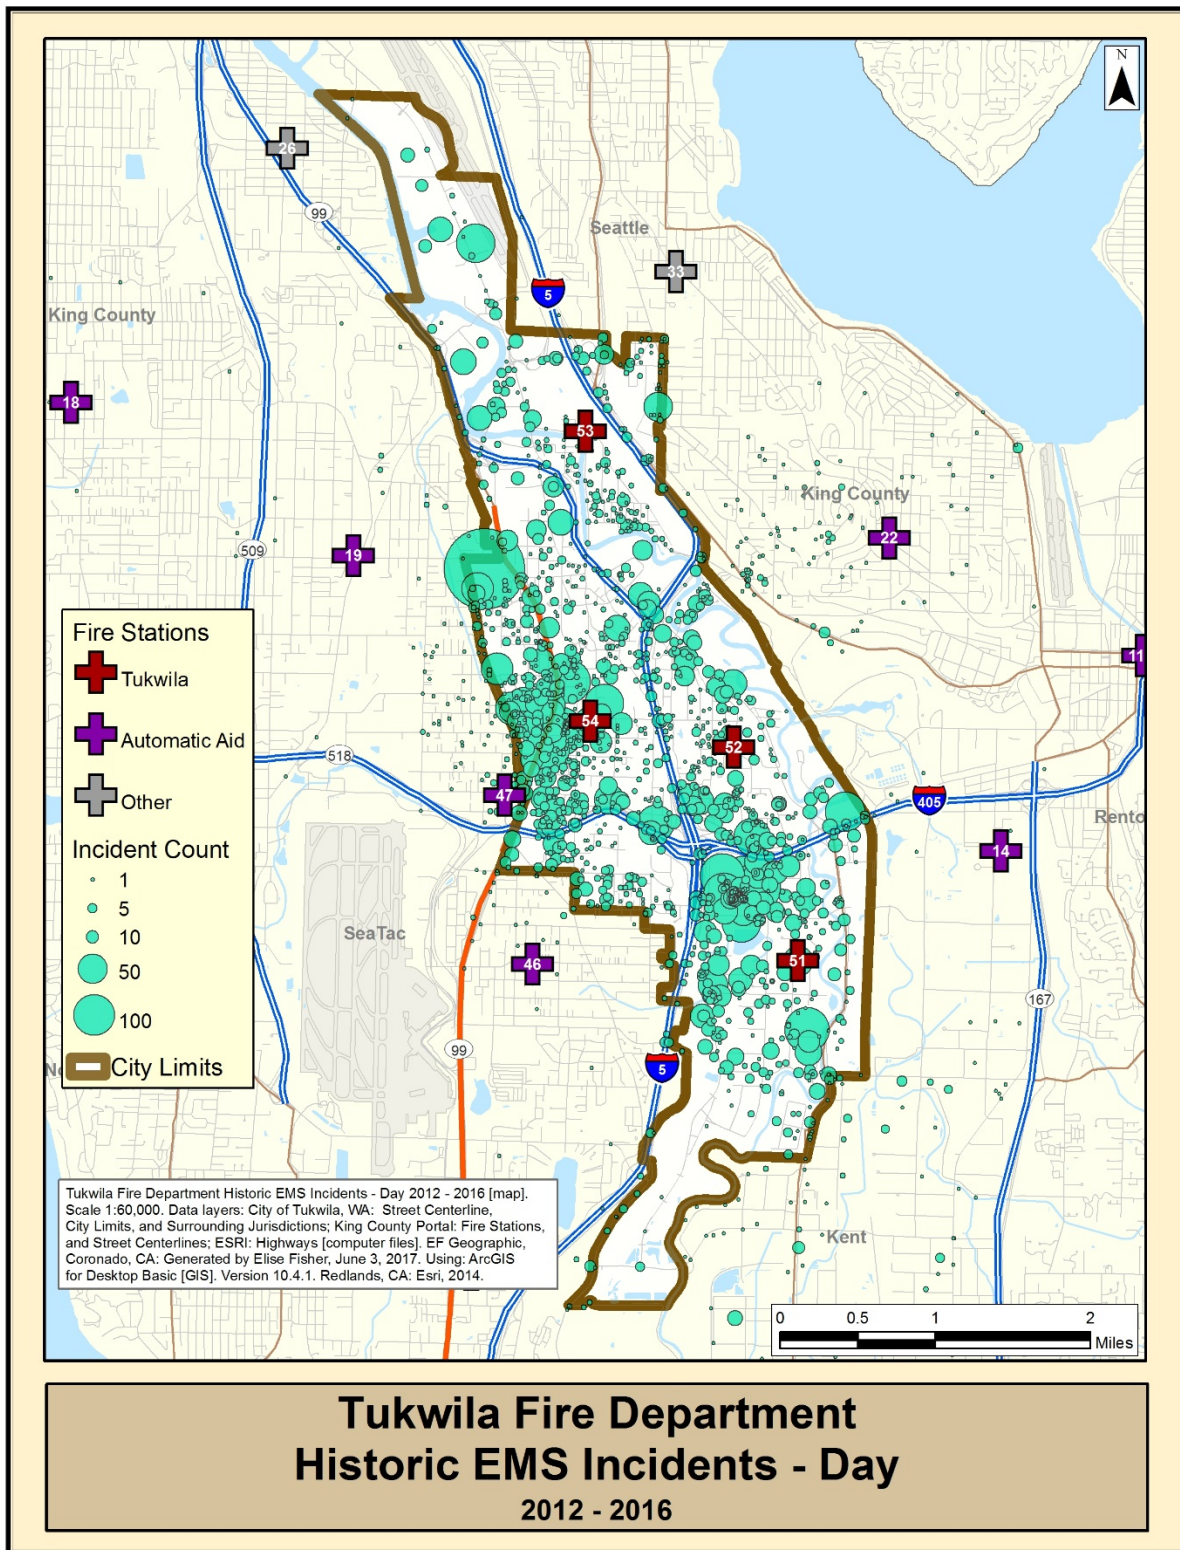 N
26
99
Seattle
33
5
King County
18
53
King County
22
509
19
Fire Stations
Tukwila
Automatic Aid
Other
Incident Count
1
5
10
50
100
City Limits
11
54
52
518
47
405
Rento
14
SeaTac
46
51
167
99
5
No
Kent
Tukwila Fire Department Historic EMS Incidents - Day 2012 - 2016 [map].
Scale 1:60,000. Data layers: City of Tukwila, WA: Street Centerline,
City Limits, and Surrounding Jurisdictions; King County Portal: Fire Stations,
and Street Centerlines; ESRI: Highways [computer files]. EF Geographic,
Coronado, CA: Generated by Elise Fisher, June 3, 2017. Using: ArcGIS
for Desktop Basic [GIS]. Version 10.4.1. Redlands, CA: Esri, 2014.
0 0.5 1 2
Miles
Tukwila Fire Department
Historic EMS Incidents - Day
2012 - 2016